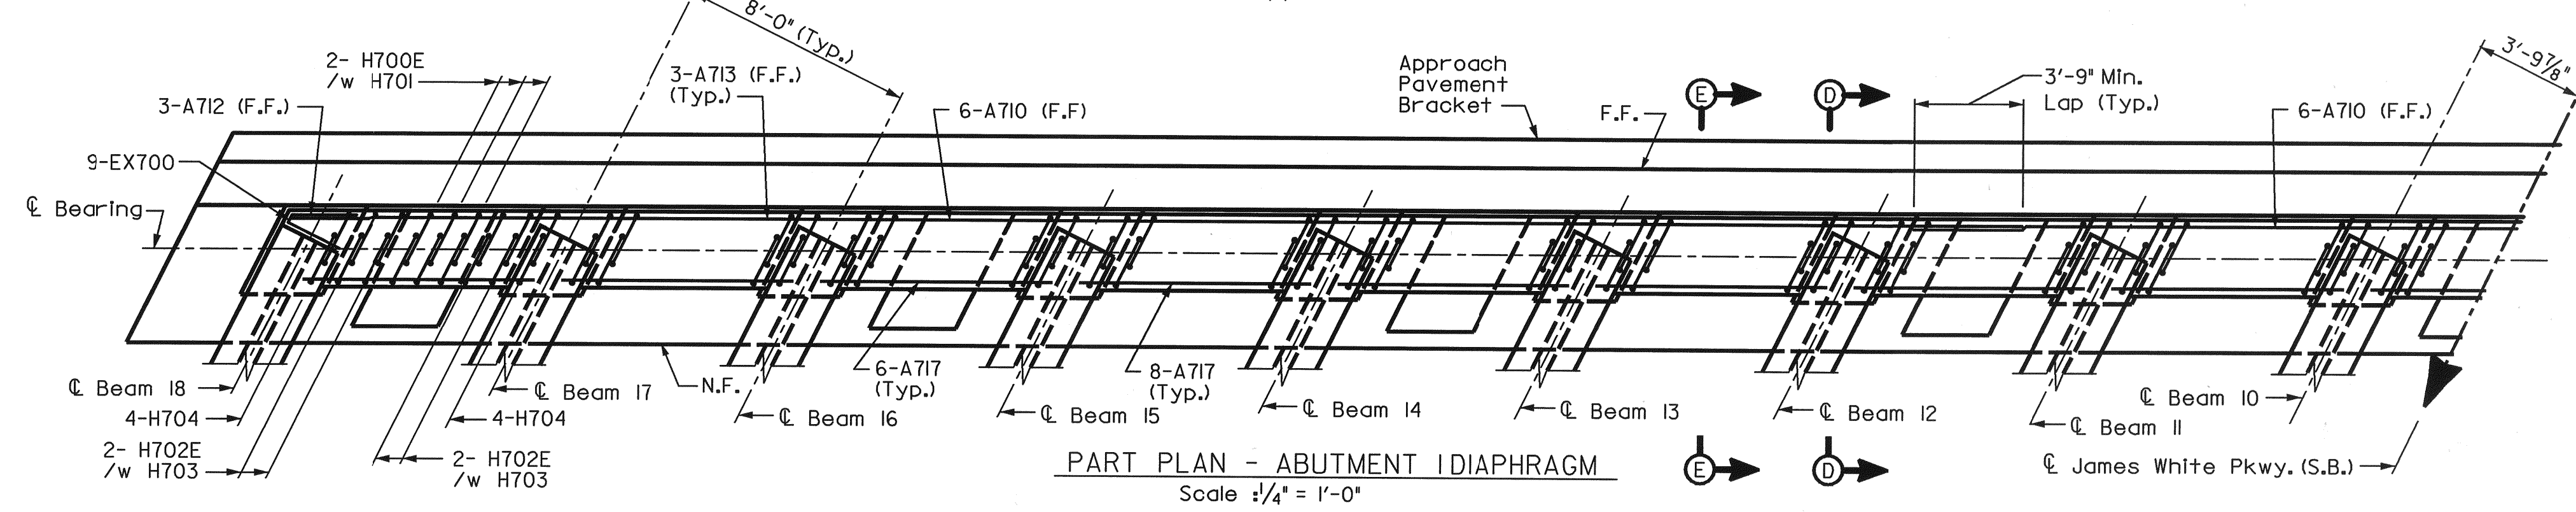 8'-0" (Typ.)
3'-9⅞"
2- H700E
/w H701
3-A712 (F.F.)
3-A713 (F.F.)
(Typ.)
6-A710 (F.F)
Approach
Pavement
Bracket
F.F.
E
D
3'-9" Min.
Lap (Typ.)
6-A710 (F.F.)
9-EX700
℄ Bearing
℄ Beam 18
4-H704
2- H702E
/w H703
℄ Beam 17
4-H704
2- H702E
/w H703
N.F.
℄ Beam 16
6-A717
(Typ.)
℄ Beam 15
8-A717
(Typ.)
℄ Beam 14
℄ Beam 13
℄ Beam 12
℄ Beam 11
℄ Beam 10
℄ James White Pkwy. (S.B.)
E
D
PART PLAN - ABUTMENT 1 DIAPHRAGM
Scale :1/4" = 1'-0"